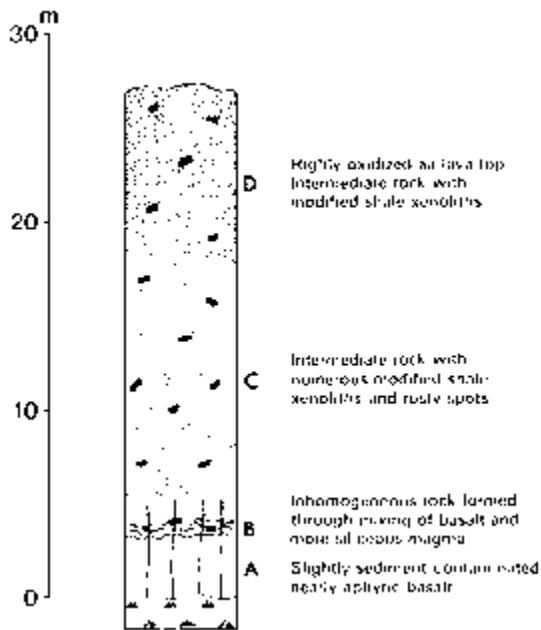 m
30
D
Highly oxidized aa lava top
Intermediate rock with
modified shale xenoliths
20
C
Intermediate rock with
numerous modified shale
xenoliths and rusty spots
10
B
Inhomogeneous rock formed
through mixing of basalt and
more siliceous magma
A
Slightly sediment contaminated
nearly aphyric basalt
0